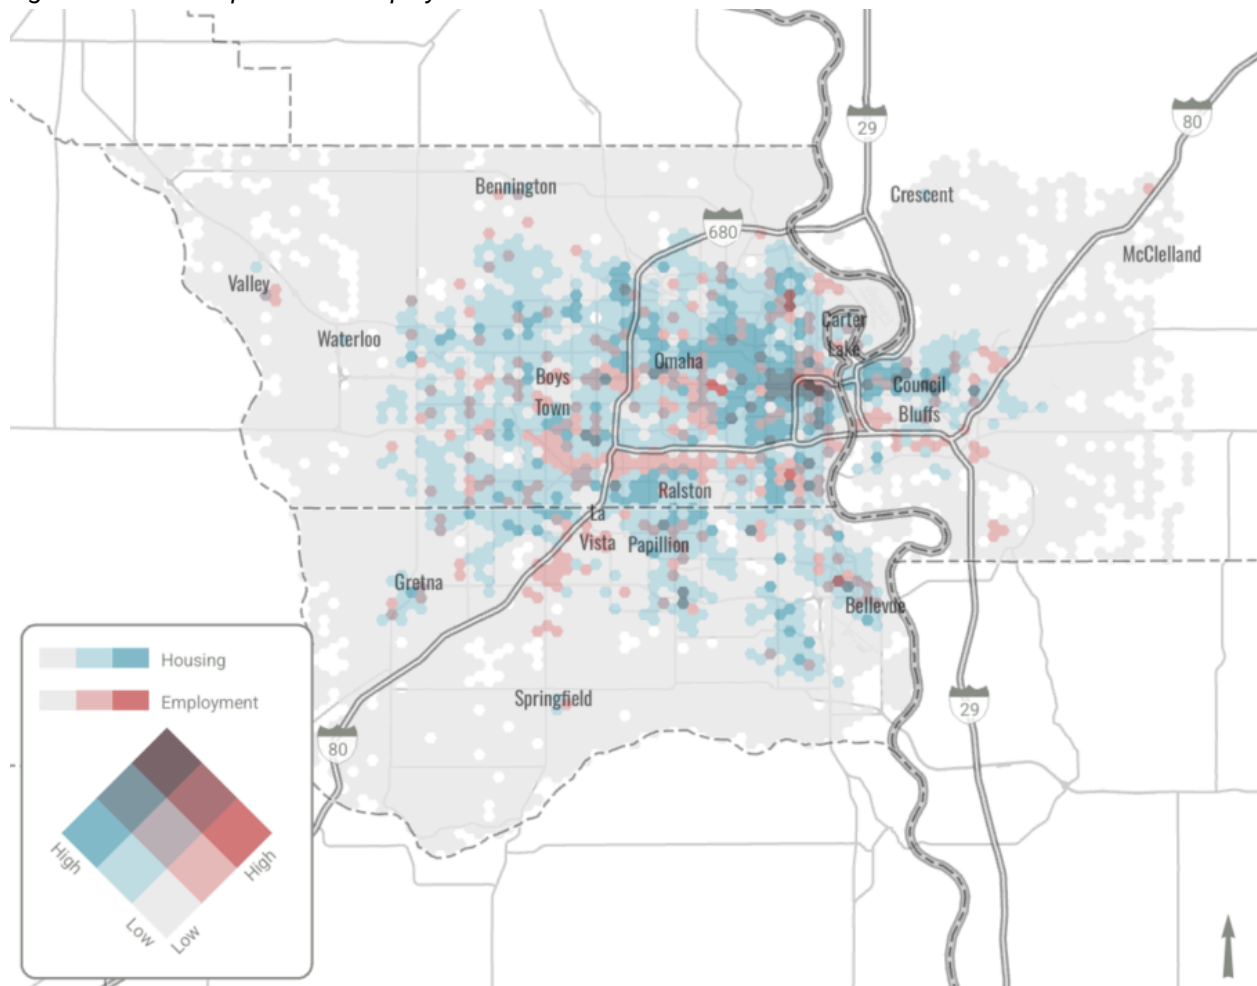 29
80
Bennington
Crescent
680
McClelland
Valley
Carter
Lake
Waterloo
Omaha
Boys
Town
Council
Bluffs
Ralston
La
Vista
Papillion
Gretna
Bellevue
Housing
Employment
Springfield
29
80
High
High
Low
Low